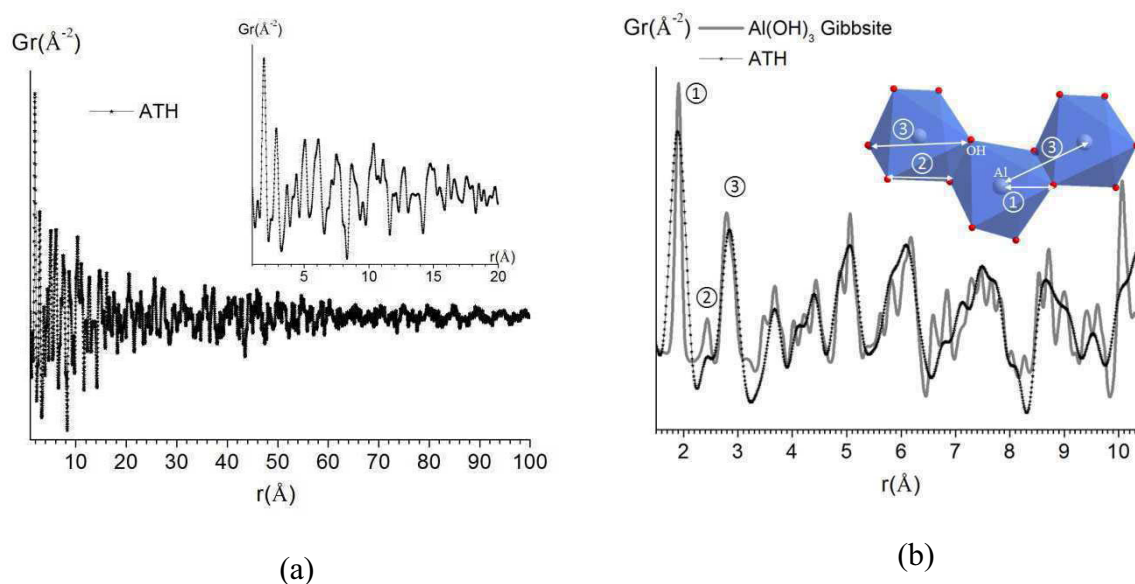 Gr(Å⁻²)
ATH
Gr(Å⁻²)
r(Å)
5 10 15 20
10 20 30 40 50 60 70 80 90 100
r(Å)
(a)
Gr(Å⁻²) Al(OH)₃ Gibbsite
ATH
①
②
③
③
OH
②
Al
③
①
2 3 4 5 6 7 8 9 10
r(Å)
(b)